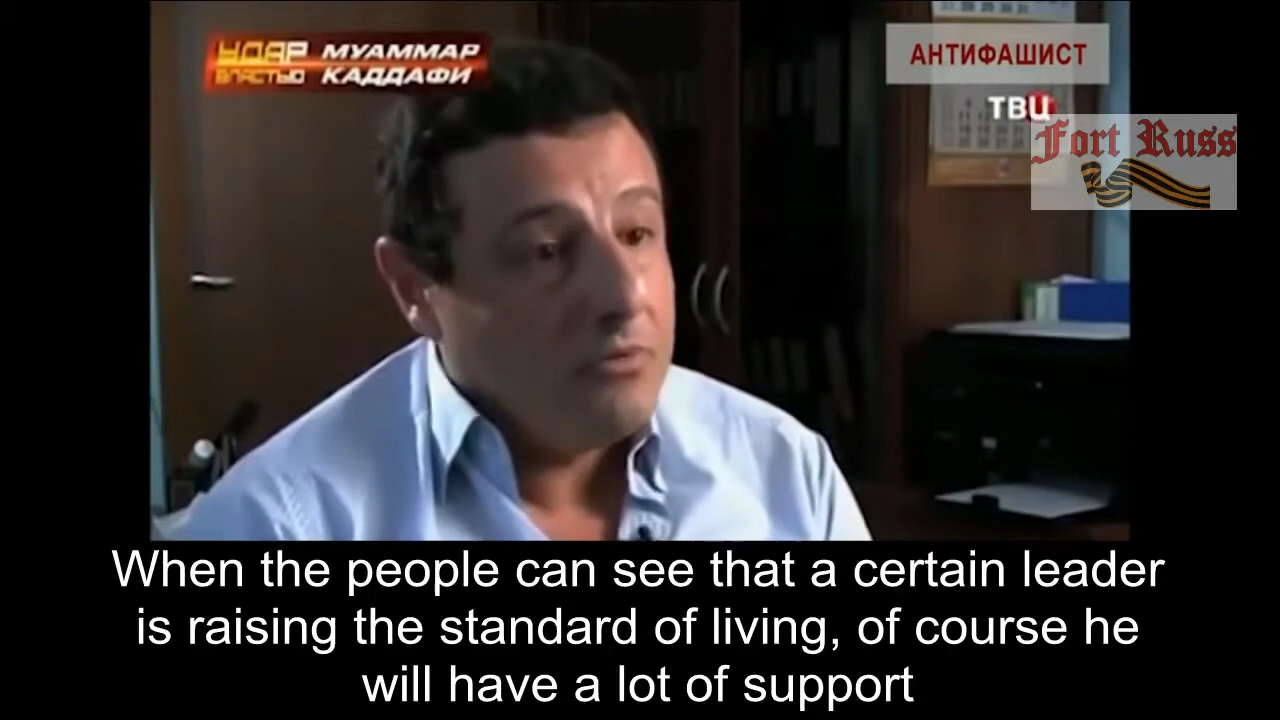 УДАР
ВЛАСТЬЮ
МУАММАР
КАДДАФИ
АНТИФАШИСТ
ТВЦ
Fort Russ
When the people can see that a certain leader
is raising the standard of living, of course he
will have a lot of support